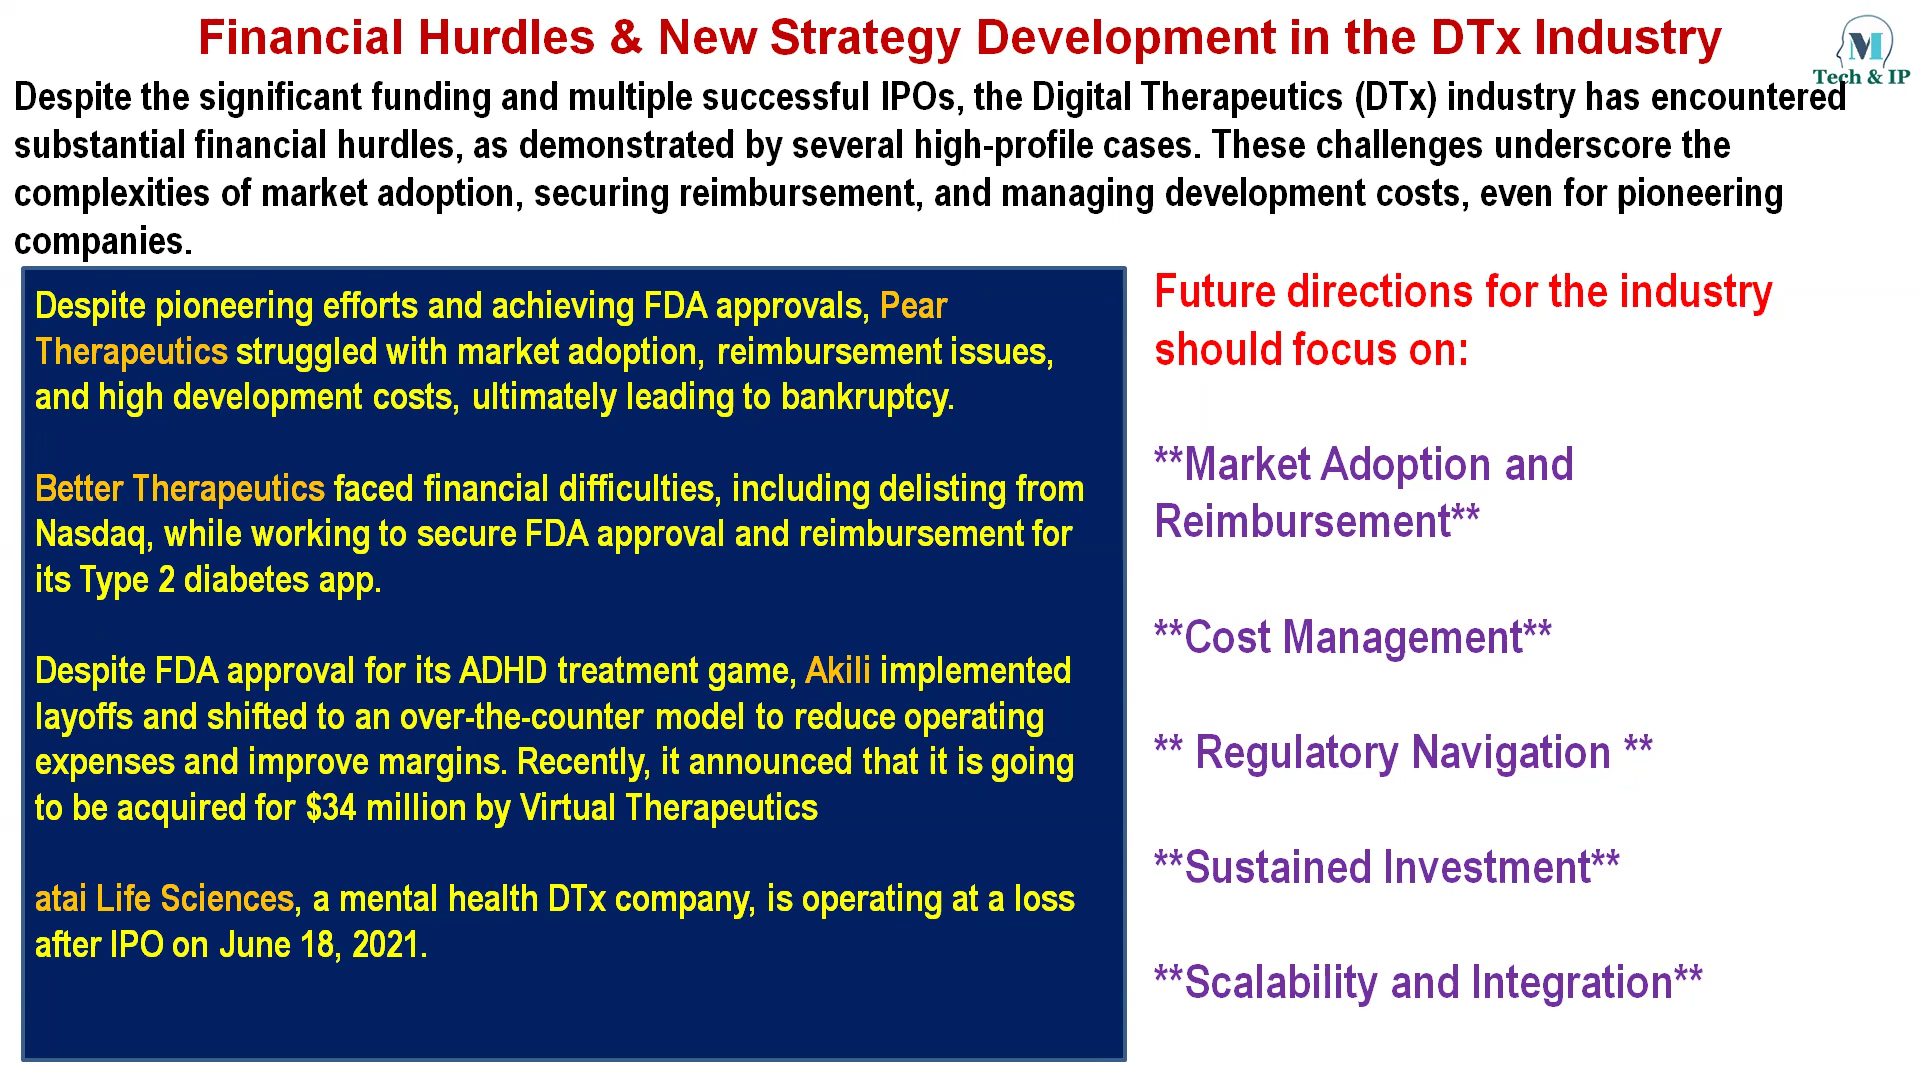 Financial Hurdles & New Strategy Development in the DTx Industry
M
Tech & IP
Despite the significant funding and multiple successful IPOs, the Digital Therapeutics (DTx) industry has encountered
substantial financial hurdles, as demonstrated by several high-profile cases. These challenges underscore the
complexities of market adoption, securing reimbursement, and managing development costs, even for pioneering
companies.
Despite pioneering efforts and achieving FDA approvals, Pear
Therapeutics struggled with market adoption, reimbursement issues,
and high development costs, ultimately leading to bankruptcy.
Better Therapeutics faced financial difficulties, including delisting from
Nasdaq, while working to secure FDA approval and reimbursement for
its Type 2 diabetes app.
Despite FDA approval for its ADHD treatment game, Akili implemented
layoffs and shifted to an over-the-counter model to reduce operating
expenses and improve margins. Recently, it announced that it is going
to be acquired for $34 million by Virtual Therapeutics
atai Life Sciences, a mental health DTx company, is operating at a loss
after IPO on June 18, 2021.
Future directions for the industry
should focus on:
**Market Adoption and
Reimbursement**
**Cost Management**
** Regulatory Navigation **
**Sustained Investment**
**Scalability and Integration**